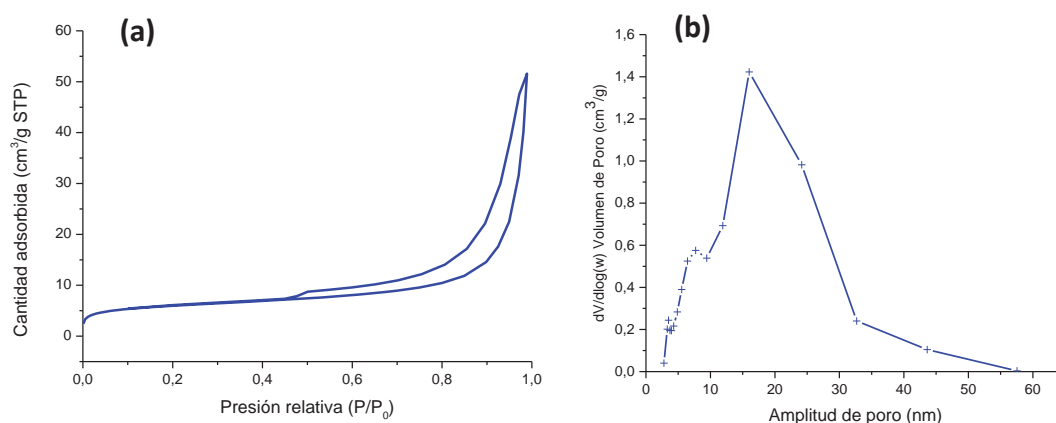 (a)
60
50
40
30
20
10
0
Cantidad adsorbida (cm³/g STP)
0,0 0,2 0,4 0,6 0,8 1,0
Presión relativa (P/P₀)
(b)
1,6
1,4
1,2
1,0
0,8
0,6
0,4
0,2
0,0
dV/dlog(w) Volumen de Poro (cm³/g)
0 10 20 30 40 50 60
Amplitud de poro (nm)